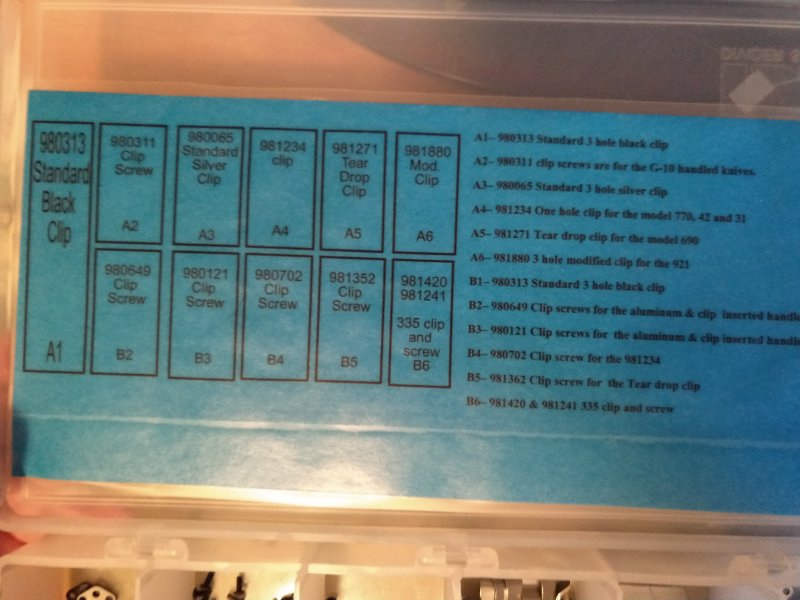 DIVIDER
980313
Standard
Black
Clip
A1
980311
Clip
Screw
A2
980065
Standard
Silver
Clip
A3
981234
clip
A4
981271
Tear
Drop
Clip
A5
981880
Mod.
Clip
A6
980649
Clip
Screw
B2
980121
Clip
Screw
B3
980702
Clip
Screw
B4
981352
Clip
Screw
B5
981420
981241
335 clip
and
screw
B6
A1– 980313 Standard 3 hole black clip
A2– 980311 clip screws are for the G-10 handled knives.
A3– 980065 Standard 3 hole silver clip
A4– 981234 One hole clip for the model 770, 42 and 31
A5– 981271 Tear drop clip for the model 690
A6– 981880 3 hole modified clip for the 921
B1– 980313 Standard 3 hole black clip
B2– 980649 Clip screws for the aluminum & clip inserted handle
B3– 980121 Clip screws for the aluminum & clip inserted handle
B4– 980702 Clip screw for the 981234
B5– 981362 Clip screw for the Tear drop clip
B6– 981420 & 981241 335 clip and screw